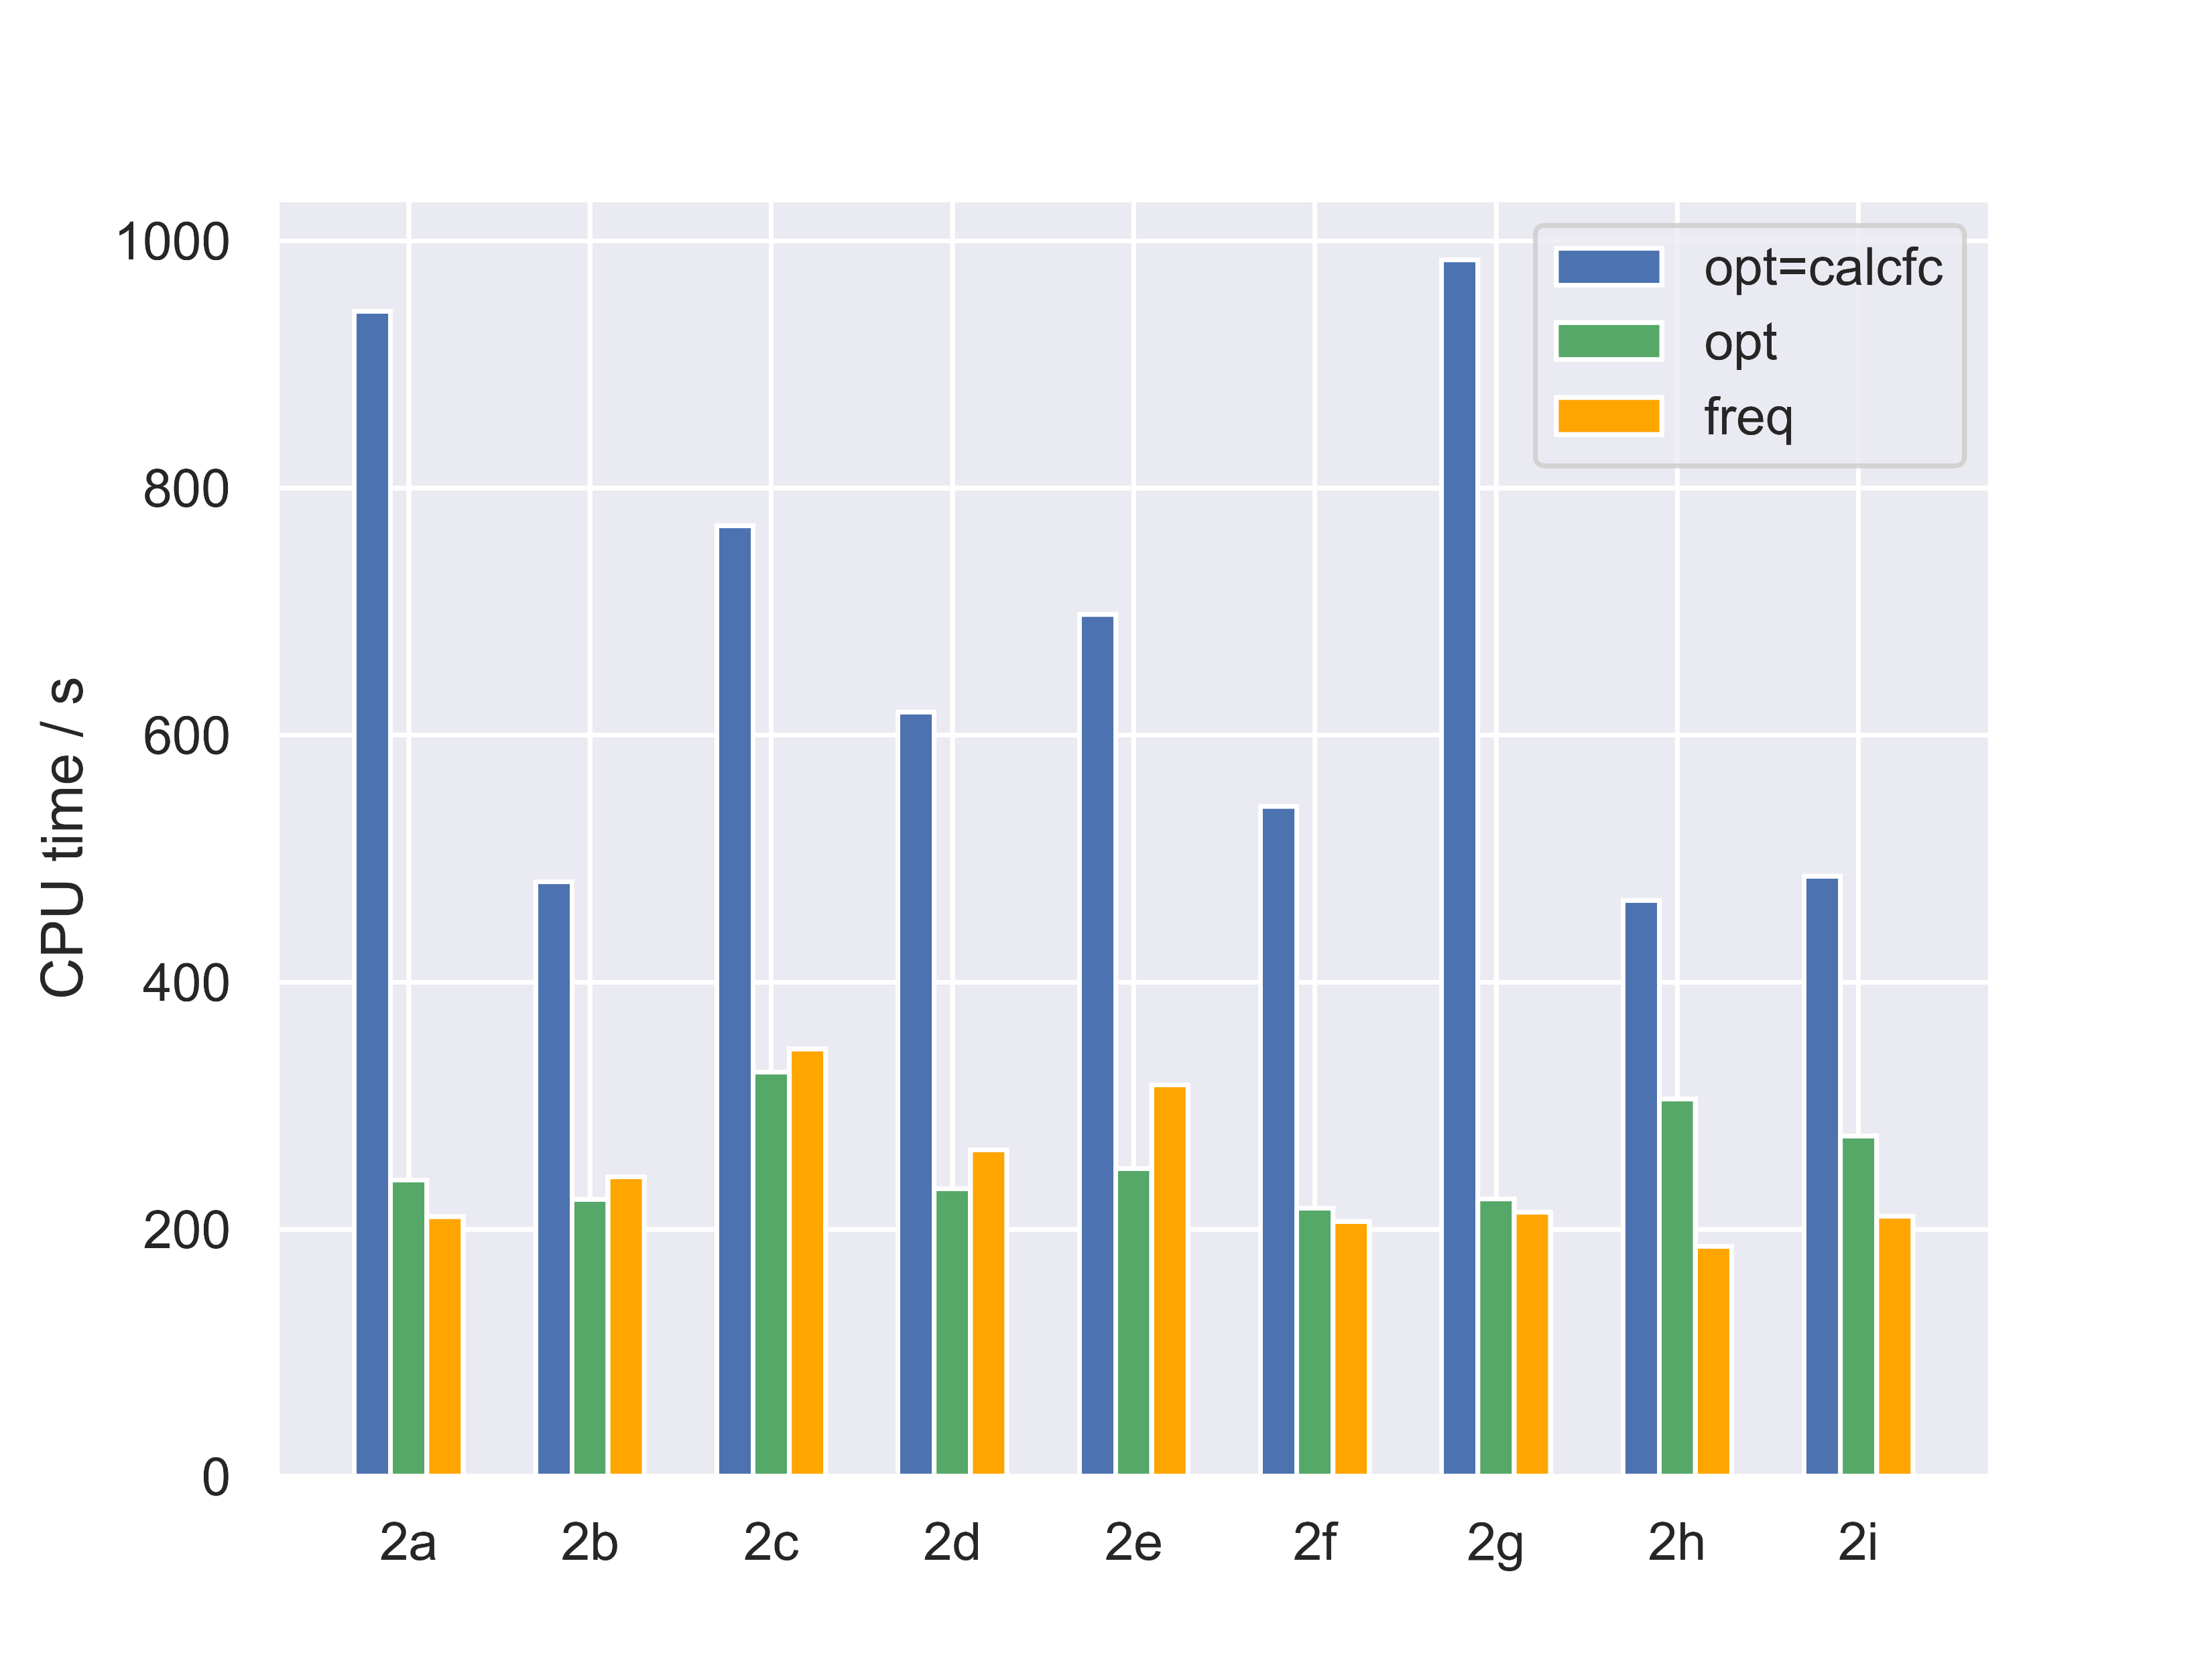 CPU time / s
1000
800
600
400
200
0
opt=calcfc
opt
freq
2a 2b 2c 2d 2e 2f 2g 2h 2i